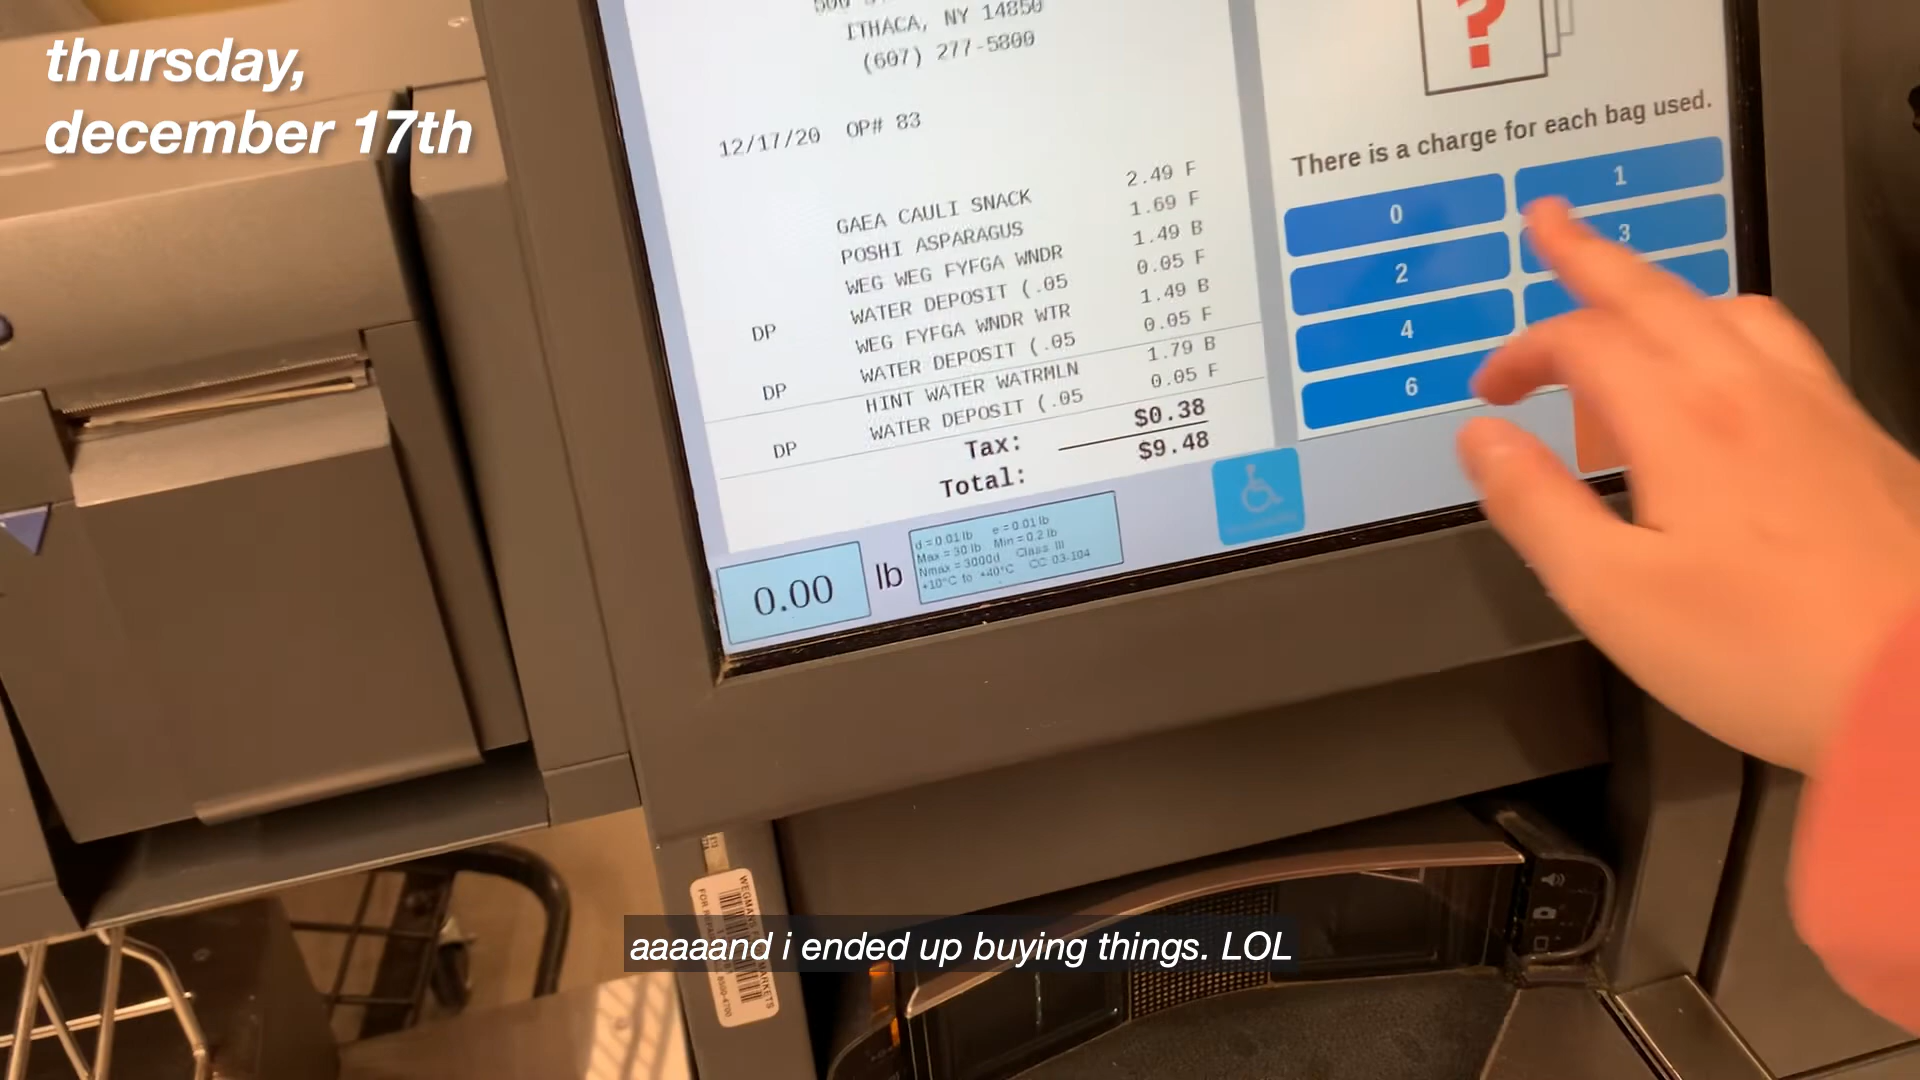 thursday,
december 17th
ITHACA, NY 14850
(607) 277-5800
12/17/20 OP# 83
GAEA CAULI SNACK 2.49 F
POSHI ASPARAGUS 1.69 F
WEG WEG FYFGA WNDR 1.49 B
DP WATER DEPOSIT (.05 0.05 F
WEG FYFGA WNDR WTR 1.49 B
DP WATER DEPOSIT (.05 0.05 F
HINT WATER WATRMLN 1.79 B
DP WATER DEPOSIT (.05 0.05 F
Tax: $0.38
Total: $9.48
?
There is a charge for each bag used.
0
1
2
3
4
6
0.00 lb
d=0.01 lb e=0.01 lb
Max=30 lb Min=0.2 lb
Nmax=3000d Class III
+10°C to +40°C CC 03-104
aaaaand i ended up buying things. LOL